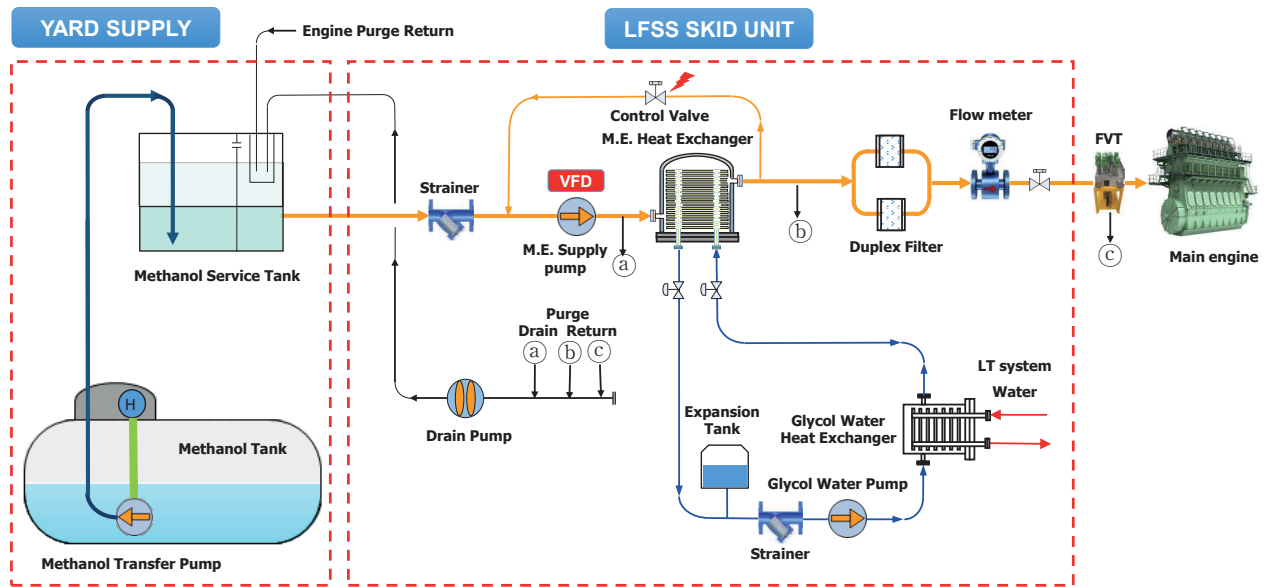 YARD SUPPLY
LFSS SKID UNIT
Engine Purge Return
Control Valve
M.E. Heat Exchanger
Flow meter
FVT
Strainer
VFD
M.E. Supply
pump
ⓐ
ⓑ
Duplex Filter
ⓒ
Main engine
Methanol Service Tank
Purge
Drain Return
ⓐ ⓑ ⓒ
Drain Pump
LT system
Water
Glycol Water
Heat Exchanger
Expansion
Tank
Glycol Water Pump
Strainer
H
Methanol Tank
Methanol Transfer Pump